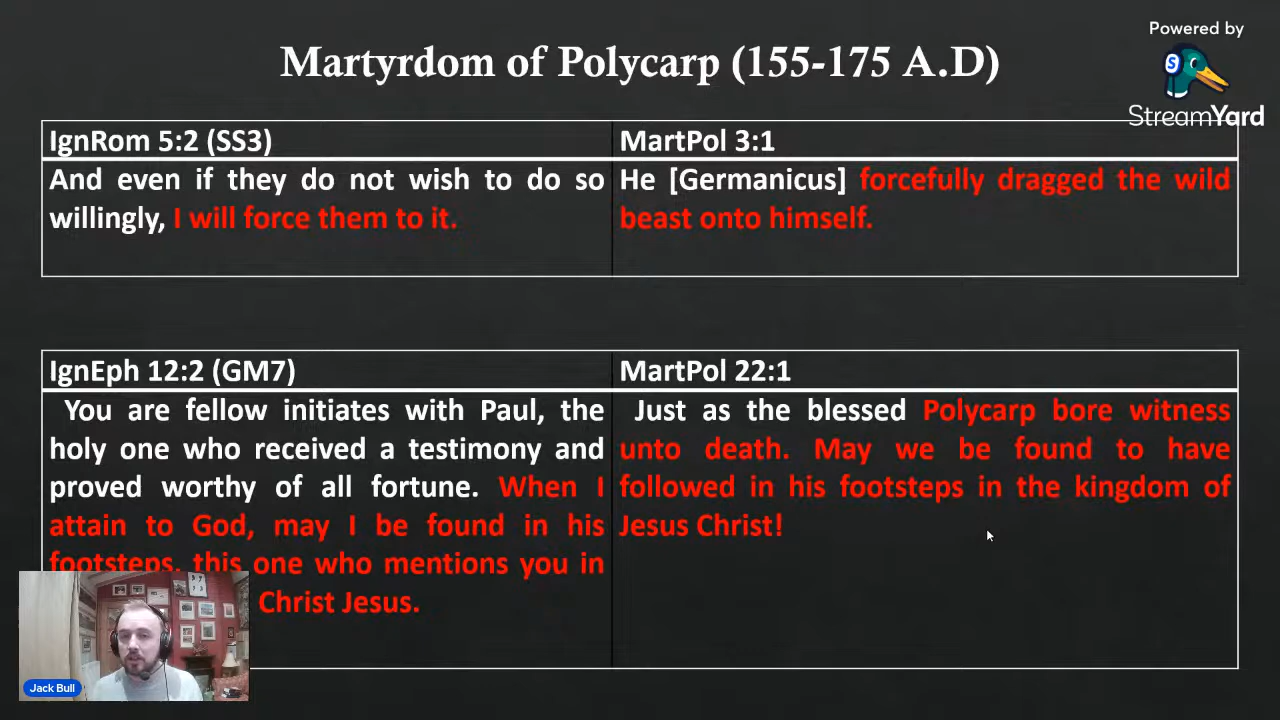 Powered by
StreamYard
Martyrdom of Polycarp (155-175 A.D)
IgnRom 5:2 (SS3)
And even if they do not wish to do so
willingly, I will force them to it.
MartPol 3:1
He [Germanicus] forcefully dragged the wild
beast onto himself.
IgnEph 12:2 (GM7)
You are fellow initiates with Paul, the
holy one who received a testimony and
proved worthy of all fortune. When I
attain to God, may I be found in his
footsteps, this one who mentions you in
Christ Jesus.
MartPol 22:1
Just as the blessed Polycarp bore witness
unto death. May we be found to have
followed in his footsteps in the kingdom of
Jesus Christ!
Jack Bull